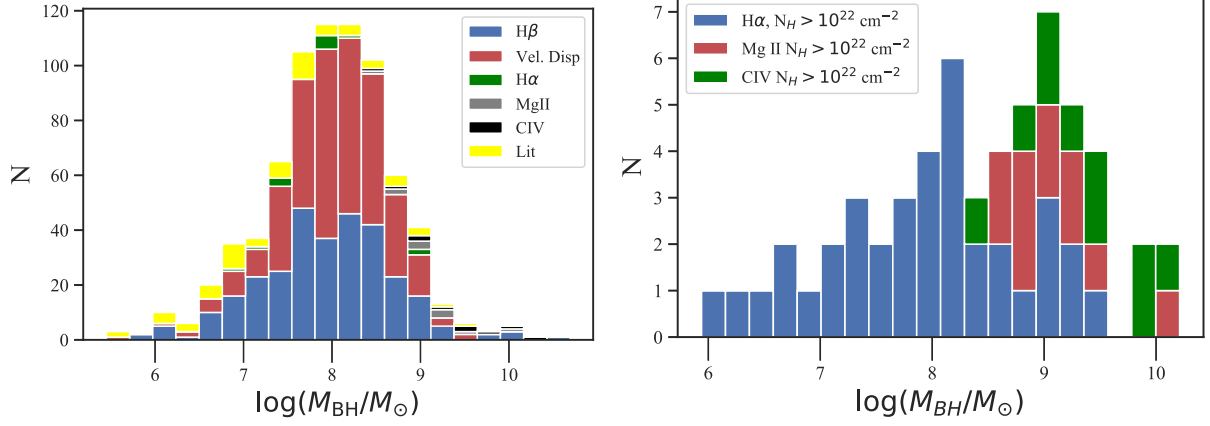 120
100
80
60
40
20
0
N
6 7 8 9 10
log(M_BH/M_⊙)
Hβ
Vel. Disp
Hα
MgII
CIV
Lit
7
6
5
4
3
2
1
0
N
6 7 8 9 10
log(M_BH/M_⊙)
Hα, N_H > 10^22 cm^−2
Mg II N_H > 10^22 cm^−2
CIV N_H > 10^22 cm^−2